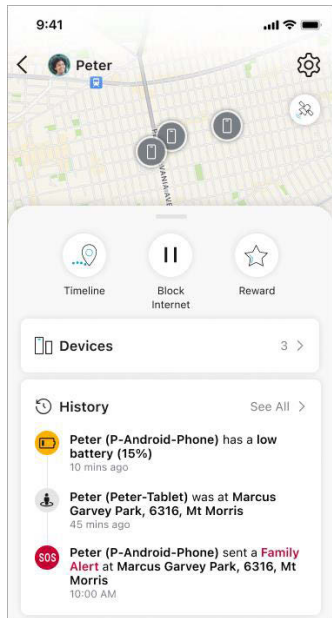 9:41
Peter
VANIA AVE
Timeline
Block
Internet
Reward
Devices
3
History
See All
Peter (P-Android-Phone) has a low
battery (15%)
10 mins ago
Peter (Peter-Tablet) was at Marcus
Garvey Park, 6316, Mt Morris
45 mins ago
SOS
Peter (P-Android-Phone) sent a Family
Alert at Marcus Garvey Park, 6316, Mt
Morris
10:00 AM